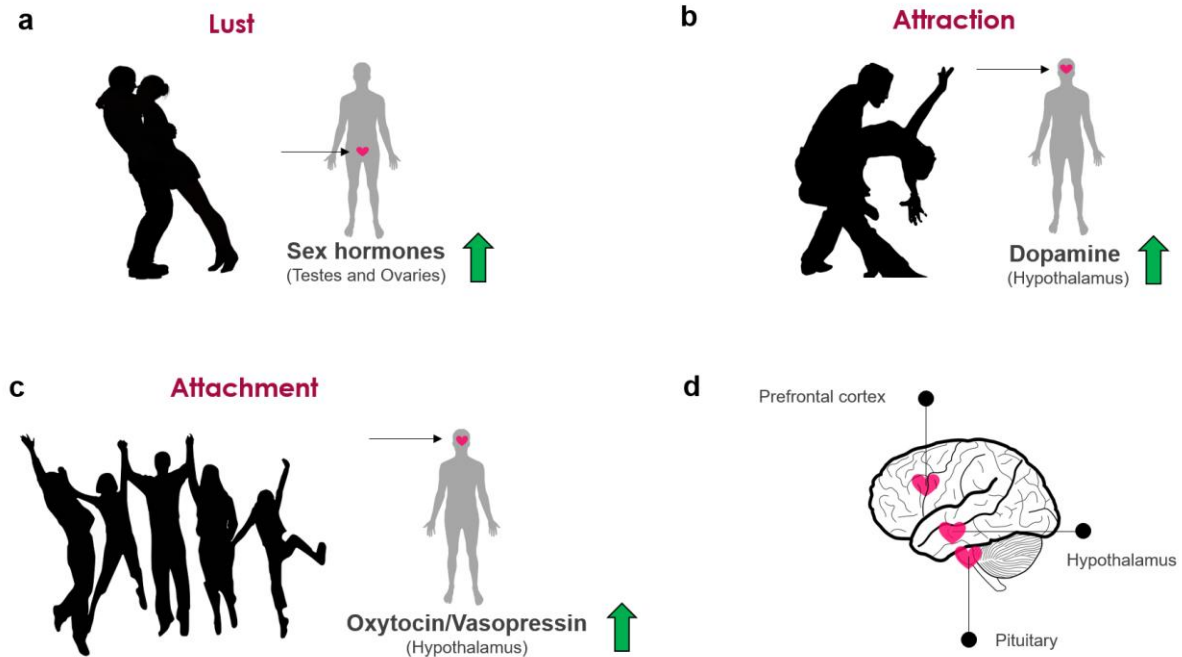 a
Lust
Sex hormones
(Testes and Ovaries)
b
Attraction
Dopamine
(Hypothalamus)
c
Attachment
Oxytocin/Vasopressin
(Hypothalamus)
d
Prefrontal cortex
Hypothalamus
Pituitary